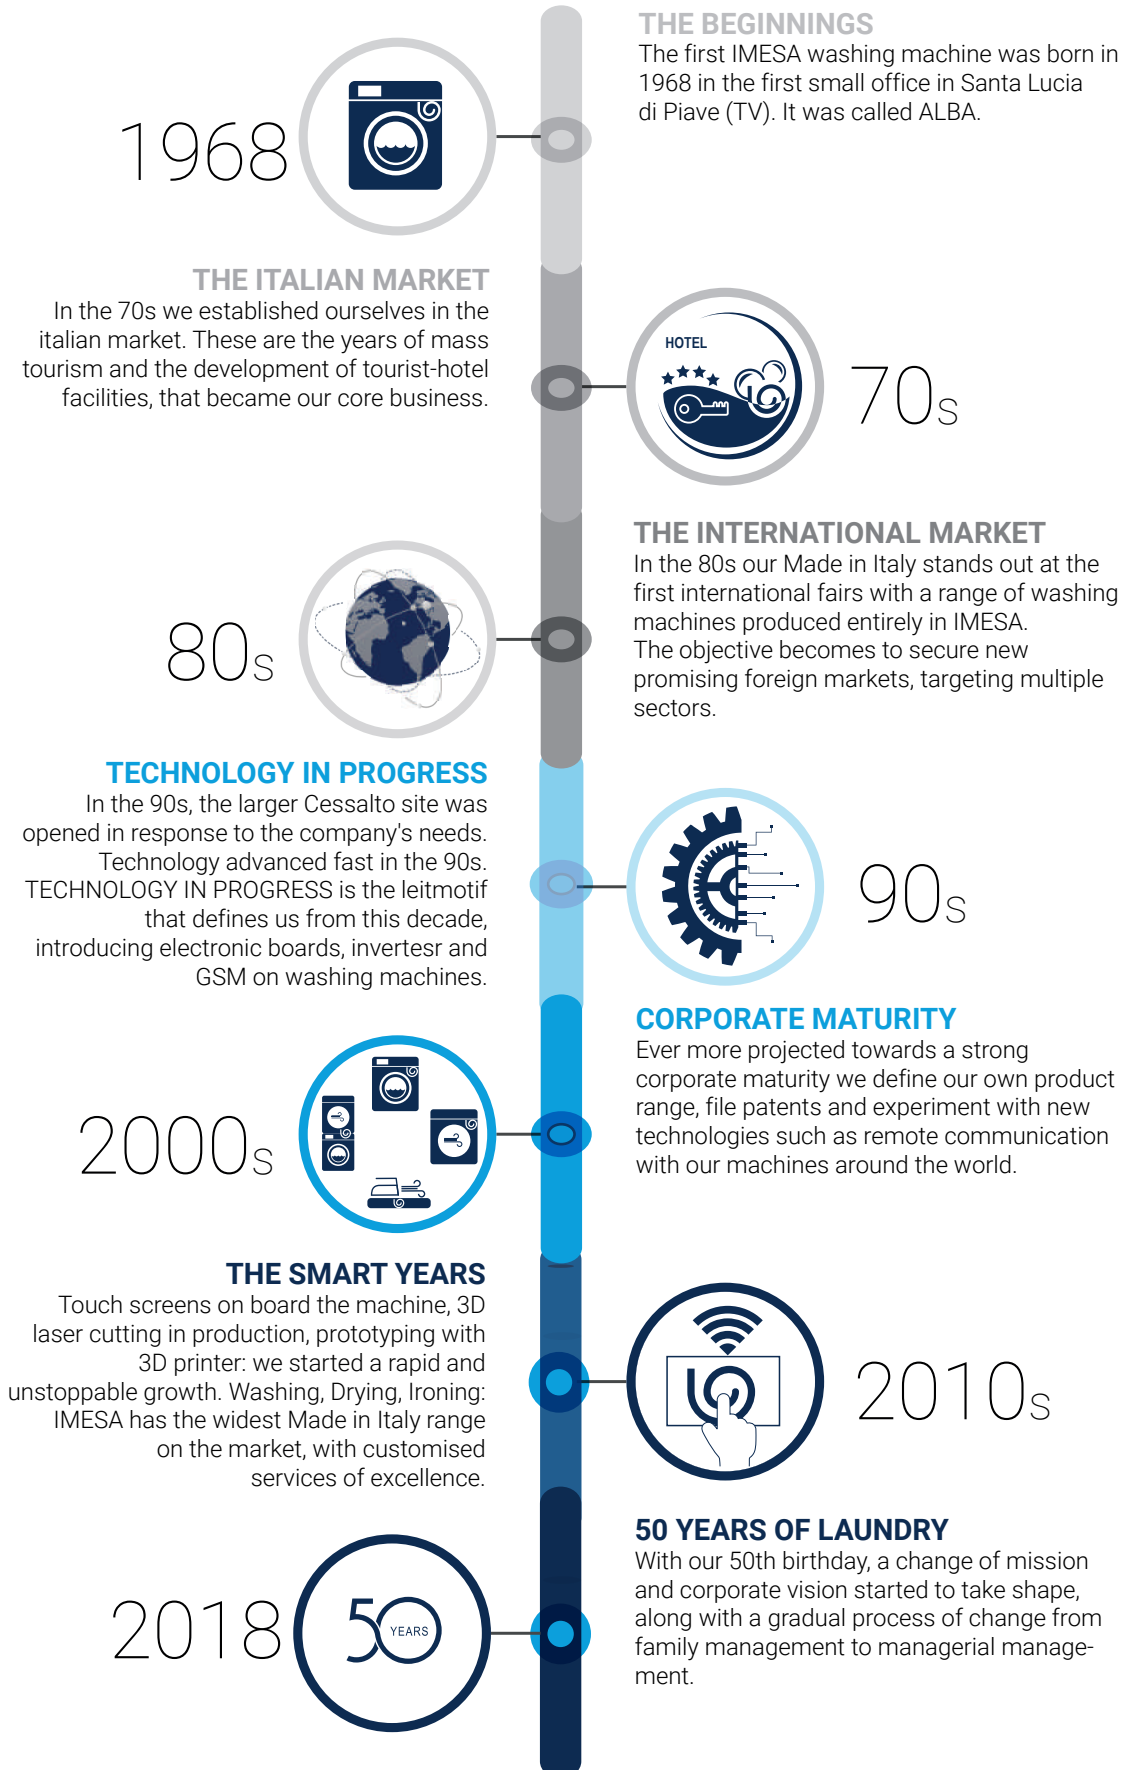 THE BEGINNINGS
The first IMESA washing machine was born in
1968 in the first small office in Santa Lucia
di Piave (TV). It was called ALBA.
1968
THE ITALIAN MARKET
In the 70s we established ourselves in the
italian market. These are the years of mass
tourism and the development of tourist-hotel
facilities, that became our core business.
HOTEL
70s
THE INTERNATIONAL MARKET
In the 80s our Made in Italy stands out at the
first international fairs with a range of washing
machines produced entirely in IMESA.
The objective becomes to secure new
promising foreign markets, targeting multiple
sectors.
80s
TECHNOLOGY IN PROGRESS
In the 90s, the larger Cessalto site was
opened in response to the company's needs.
Technology advanced fast in the 90s.
TECHNOLOGY IN PROGRESS is the leitmotif
that defines us from this decade,
introducing electronic boards, invertesr and
GSM on washing machines.
90s
CORPORATE MATURITY
Ever more projected towards a strong
corporate maturity we define our own product
range, file patents and experiment with new
technologies such as remote communication
with our machines around the world.
2000s
THE SMART YEARS
Touch screens on board the machine, 3D
laser cutting in production, prototyping with
3D printer: we started a rapid and
unstoppable growth. Washing, Drying, Ironing:
IMESA has the widest Made in Italy range
on the market, with customised
services of excellence.
2010s
50 YEARS OF LAUNDRY
With our 50th birthday, a change of mission
and corporate vision started to take shape,
along with a gradual process of change from
family management to managerial manage-
ment.
2018
50 YEARS